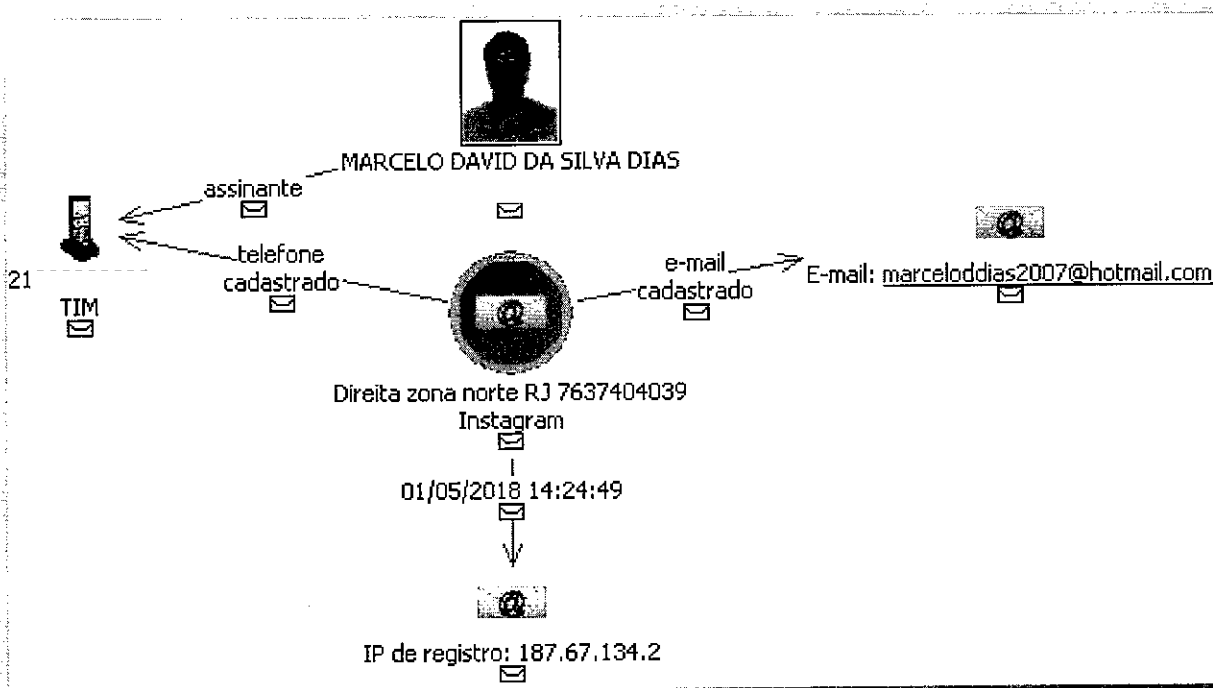 MARCELO DAVID DA SILVA DIAS
assinante
telefone
cadastrado
21
TIM
e-mail
cadastrado
E-mail: marceloddias2007@hotmail.com
Direita zona norte RJ 7637404039
Instagram
01/05/2018 14:24:49
IP de registro: 187.67.134.2